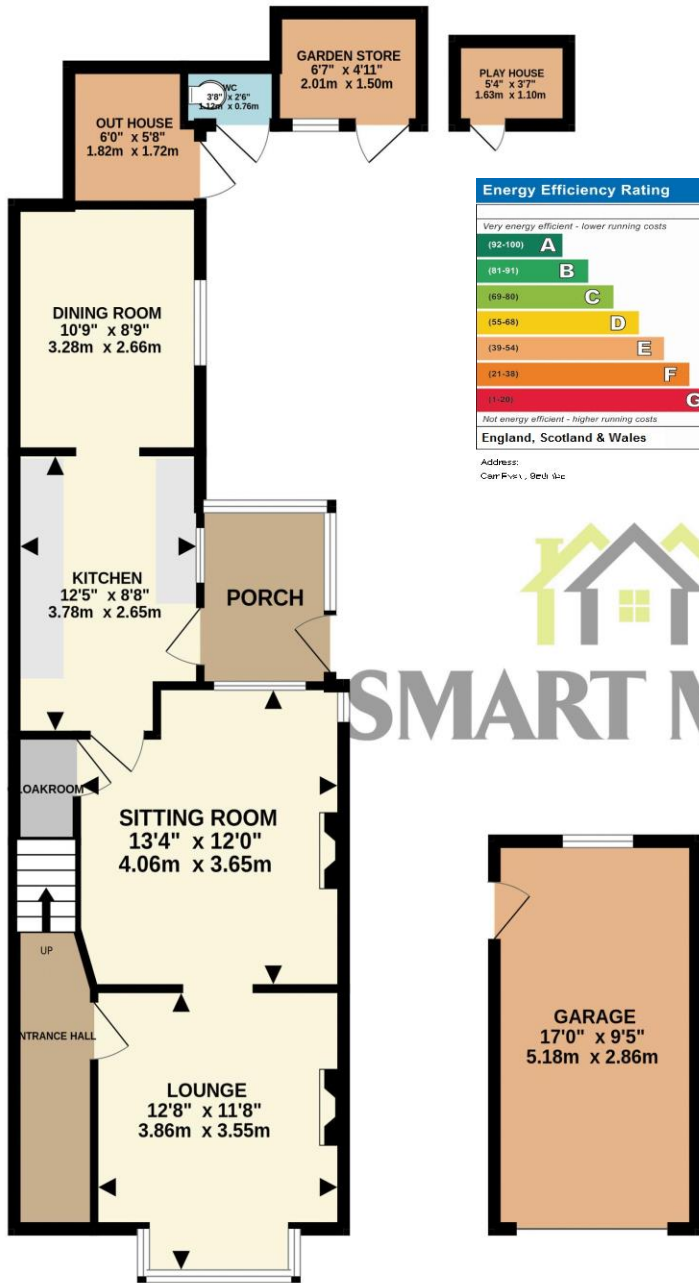 GARDEN STORE
6'7" x 4'11"
2.01m x 1.50m
WC
3'8" x 2'6"
1.12m x 0.76m
PLAY HOUSE
5'4" x 3'7"
1.63m x 1.10m
OUT HOUSE
6'0" x 5'8"
1.82m x 1.72m
Energy Efficiency Rating
Very energy efficient - lower running costs
(92-100) A
(81-91) B
(69-80) C
(55-68) D
(39-54) E
(21-38) F
(1-20) G
Not energy efficient - higher running costs
England, Scotland & Wales
Address:
DINING ROOM
10'9" x 8'9"
3.28m x 2.66m
KITCHEN
12'5" x 8'8"
3.78m x 2.65m
PORCH
SMART M
LOAKROOM
SITTING ROOM
13'4" x 12'0"
4.06m x 3.65m
UP
NTRANCE HALL
LOUNGE
12'8" x 11'8"
3.86m x 3.55m
GARAGE
17'0" x 9'5"
5.18m x 2.86m